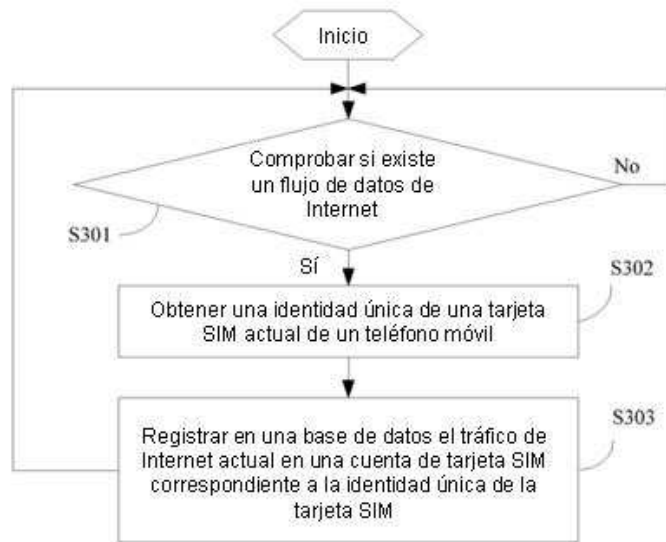 Inicio
Comprobar si existe
un flujo de datos de
Internet
No
S301
Sí
S302
Obtener una identidad única de una tarjeta
SIM actual de un teléfono móvil
S303
Registrar en una base de datos el tráfico de
Internet actual en una cuenta de tarjeta SIM
correspondiente a la identidad única de la
tarjeta SIM